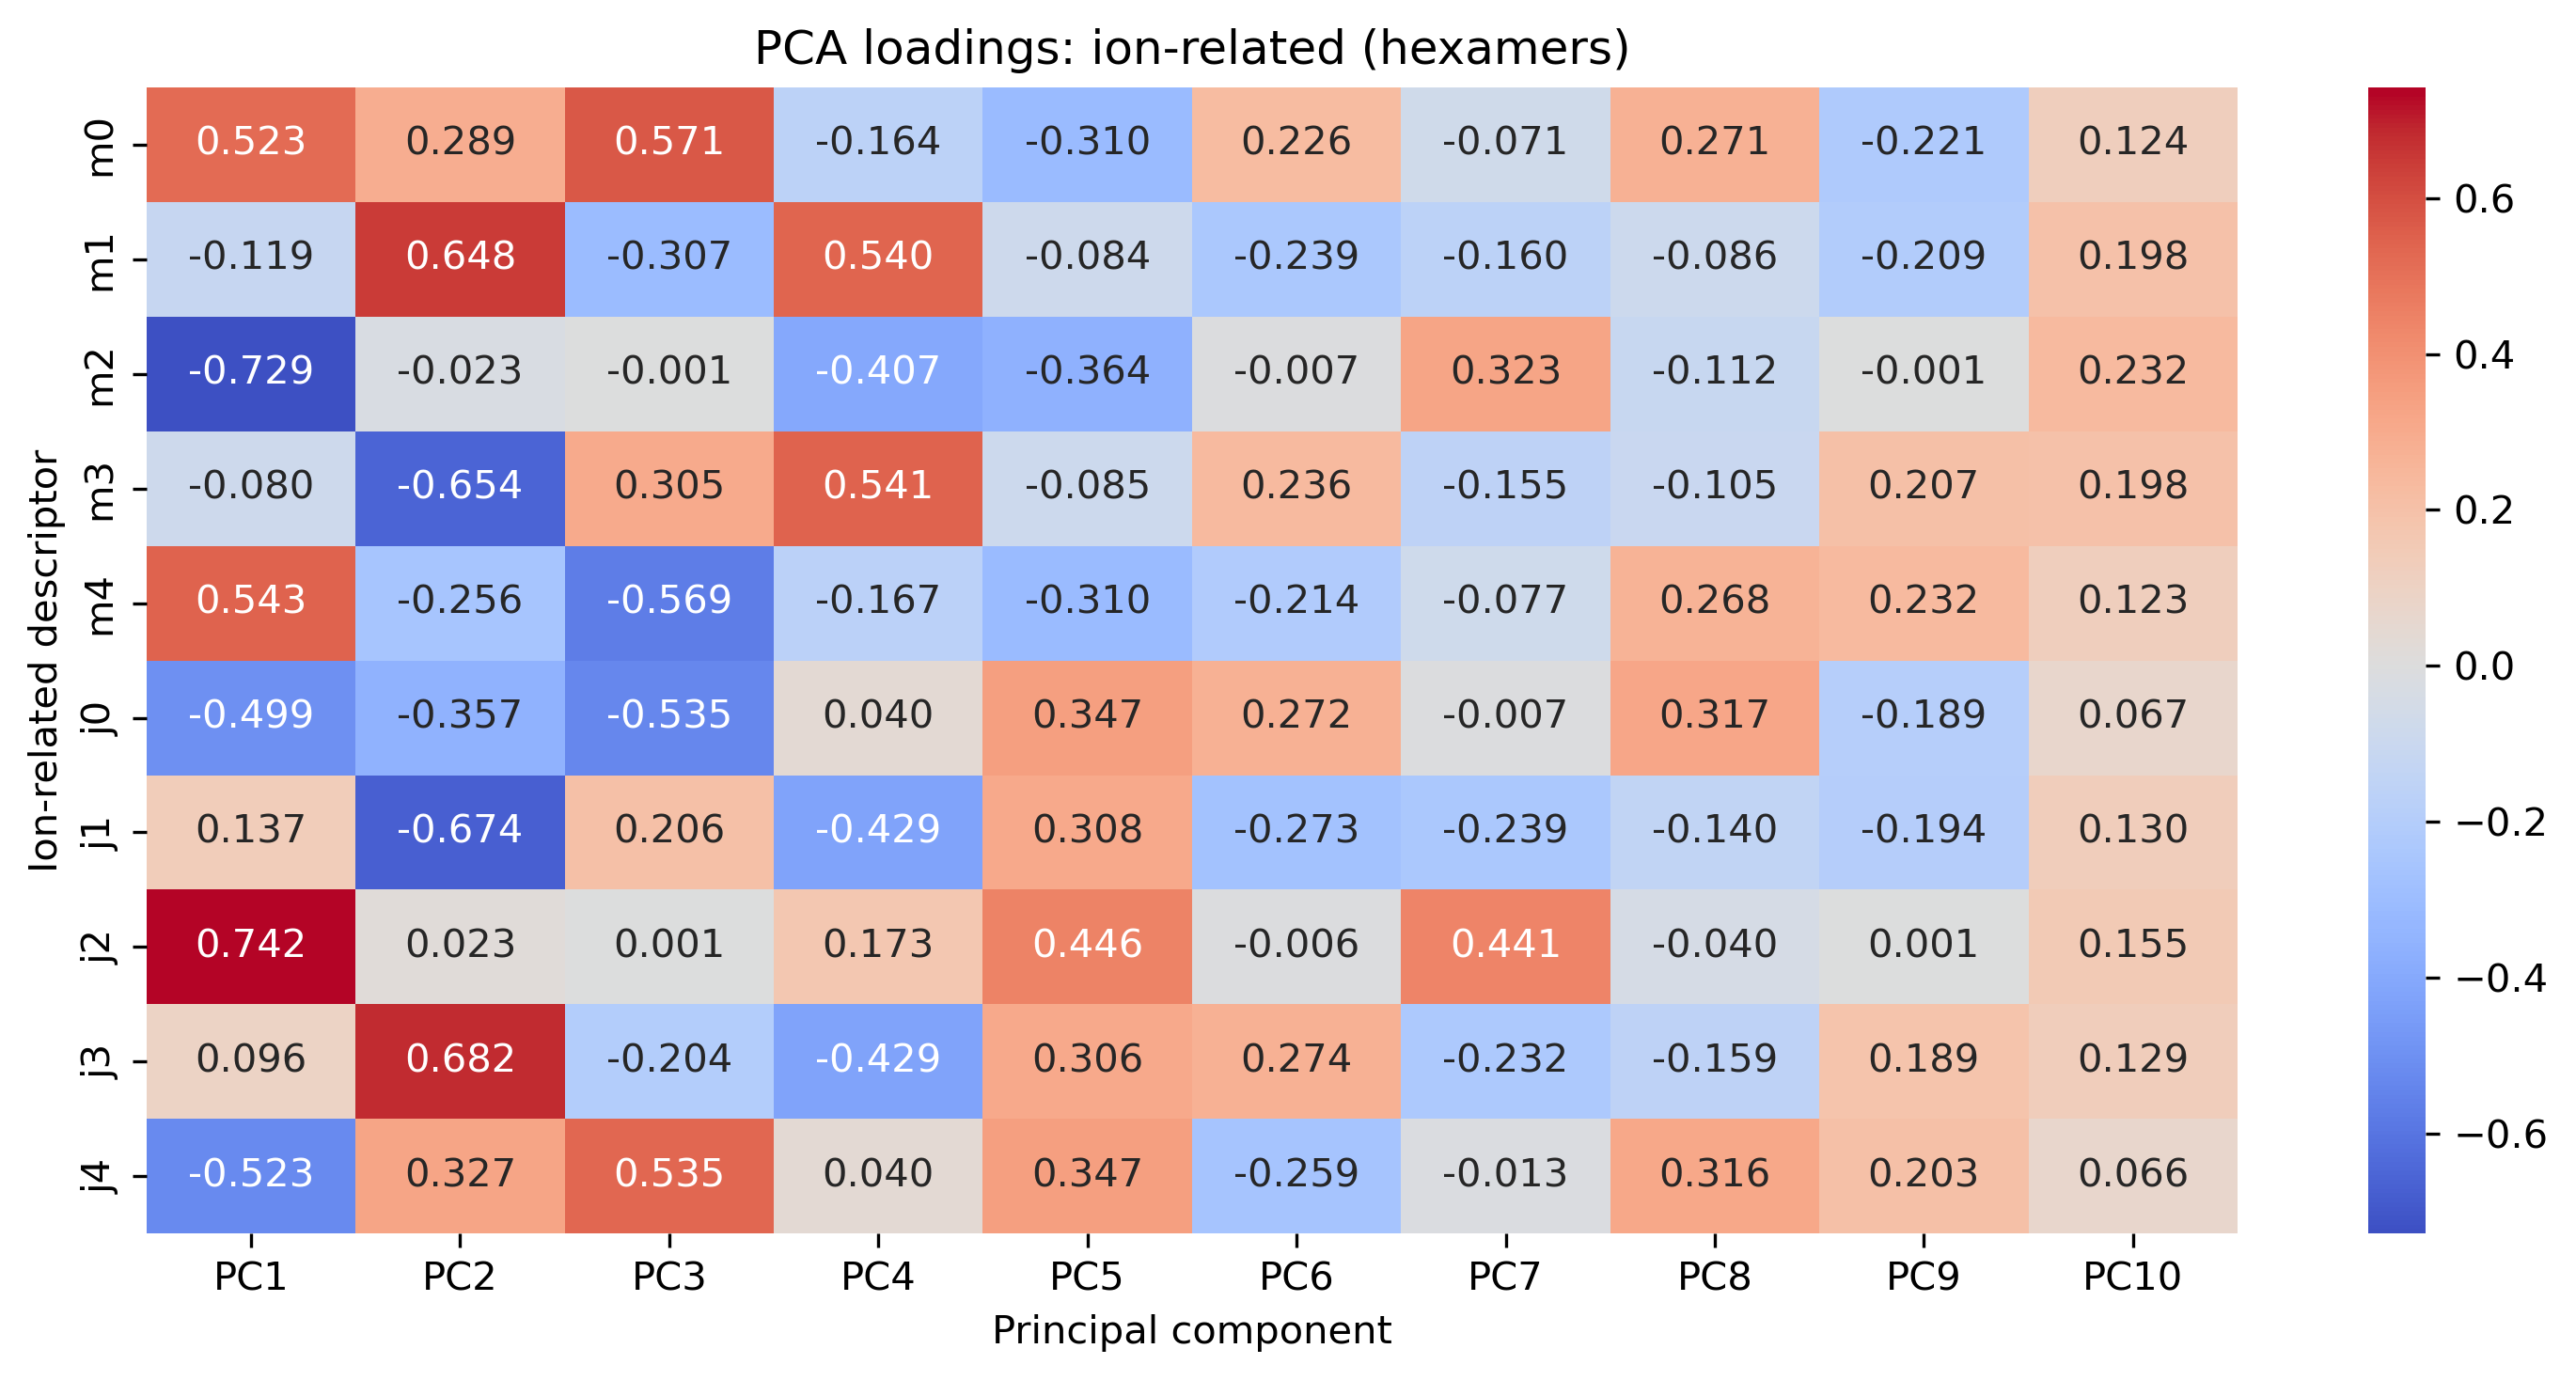 PCA loadings: ion-related (hexamers)
Ion-related descriptor
m0 0.523 0.289 0.571 -0.164 -0.310 0.226 -0.071 0.271 -0.221 0.124
m1 -0.119 0.648 -0.307 0.540 -0.084 -0.239 -0.160 -0.086 -0.209 0.198
m2 -0.729 -0.023 -0.001 -0.407 -0.364 -0.007 0.323 -0.112 -0.001 0.232
m3 -0.080 -0.654 0.305 0.541 -0.085 0.236 -0.155 -0.105 0.207 0.198
m4 0.543 -0.256 -0.569 -0.167 -0.310 -0.214 -0.077 0.268 0.232 0.123
j0 -0.499 -0.357 -0.535 0.040 0.347 0.272 -0.007 0.317 -0.189 0.067
j1 0.137 -0.674 0.206 -0.429 0.308 -0.273 -0.239 -0.140 -0.194 0.130
j2 0.742 0.023 0.001 0.173 0.446 -0.006 0.441 -0.040 0.001 0.155
j3 0.096 0.682 -0.204 -0.429 0.306 0.274 -0.232 -0.159 0.189 0.129
j4 -0.523 0.327 0.535 0.040 0.347 -0.259 -0.013 0.316 0.203 0.066
PC1 PC2 PC3 PC4 PC5 PC6 PC7 PC8 PC9 PC10
Principal component
0.6
0.4
0.2
0.0
−0.2
−0.4
−0.6